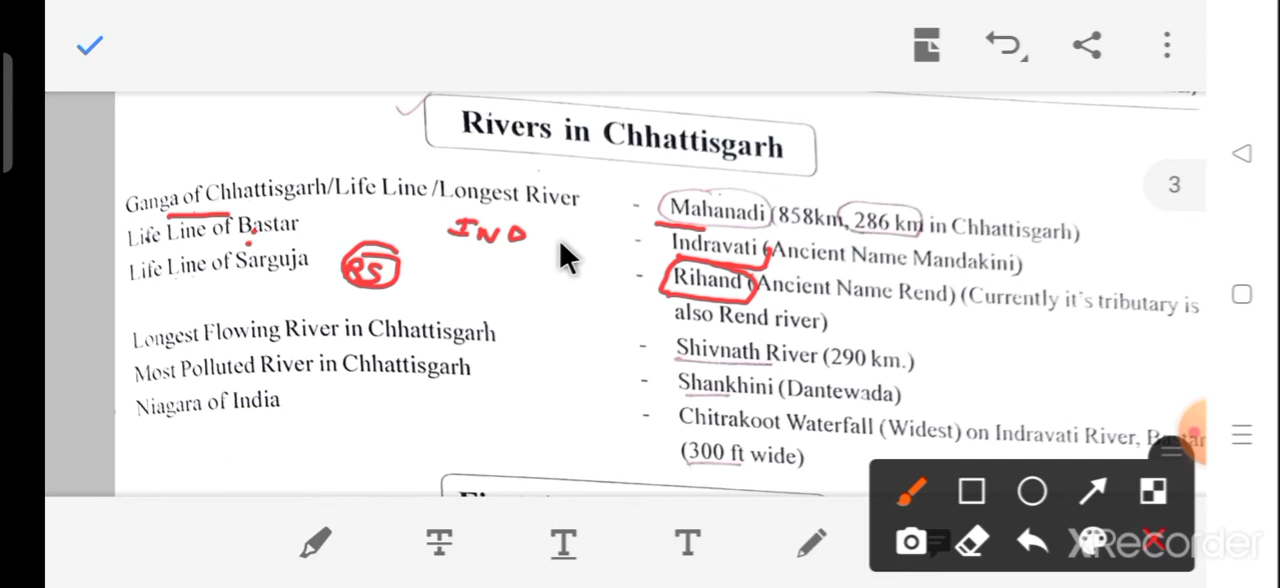 Rivers in Chhattisgarh
3
Ganga of Chhattisgarh/Life Line/Longest River - Mahanadi (858km, 286 km in Chhattisgarh)
Life Line of Bastar IND - Indravati (Ancient Name Mandakini)
Life Line of Sarguja RS - Rihand (Ancient Name Rend) (Currently it's tributary is
also Rend river)
Longest Flowing River in Chhattisgarh - Shivnath River (290 km.)
Most Polluted River in Chhattisgarh - Shankhini (Dantewada)
Niagara of India - Chitrakoot Waterfall (Widest) on Indravati River, Bastar
(300 ft wide)
T T T
XRecorder